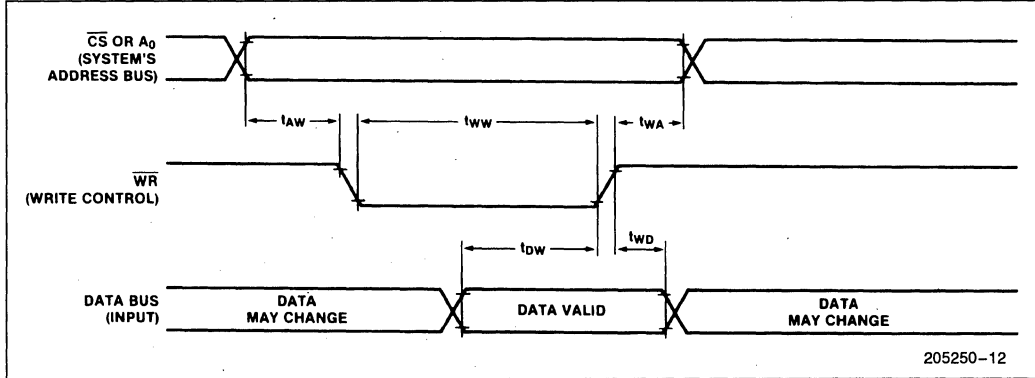 CS OR A0
(SYSTEM'S
ADDRESS BUS)
tAW
tWW
tWA
WR
(WRITE CONTROL)
tDW
tWD
DATA BUS
(INPUT)
DATA
MAY CHANGE
DATA VALID
DATA
MAY CHANGE
205250-12